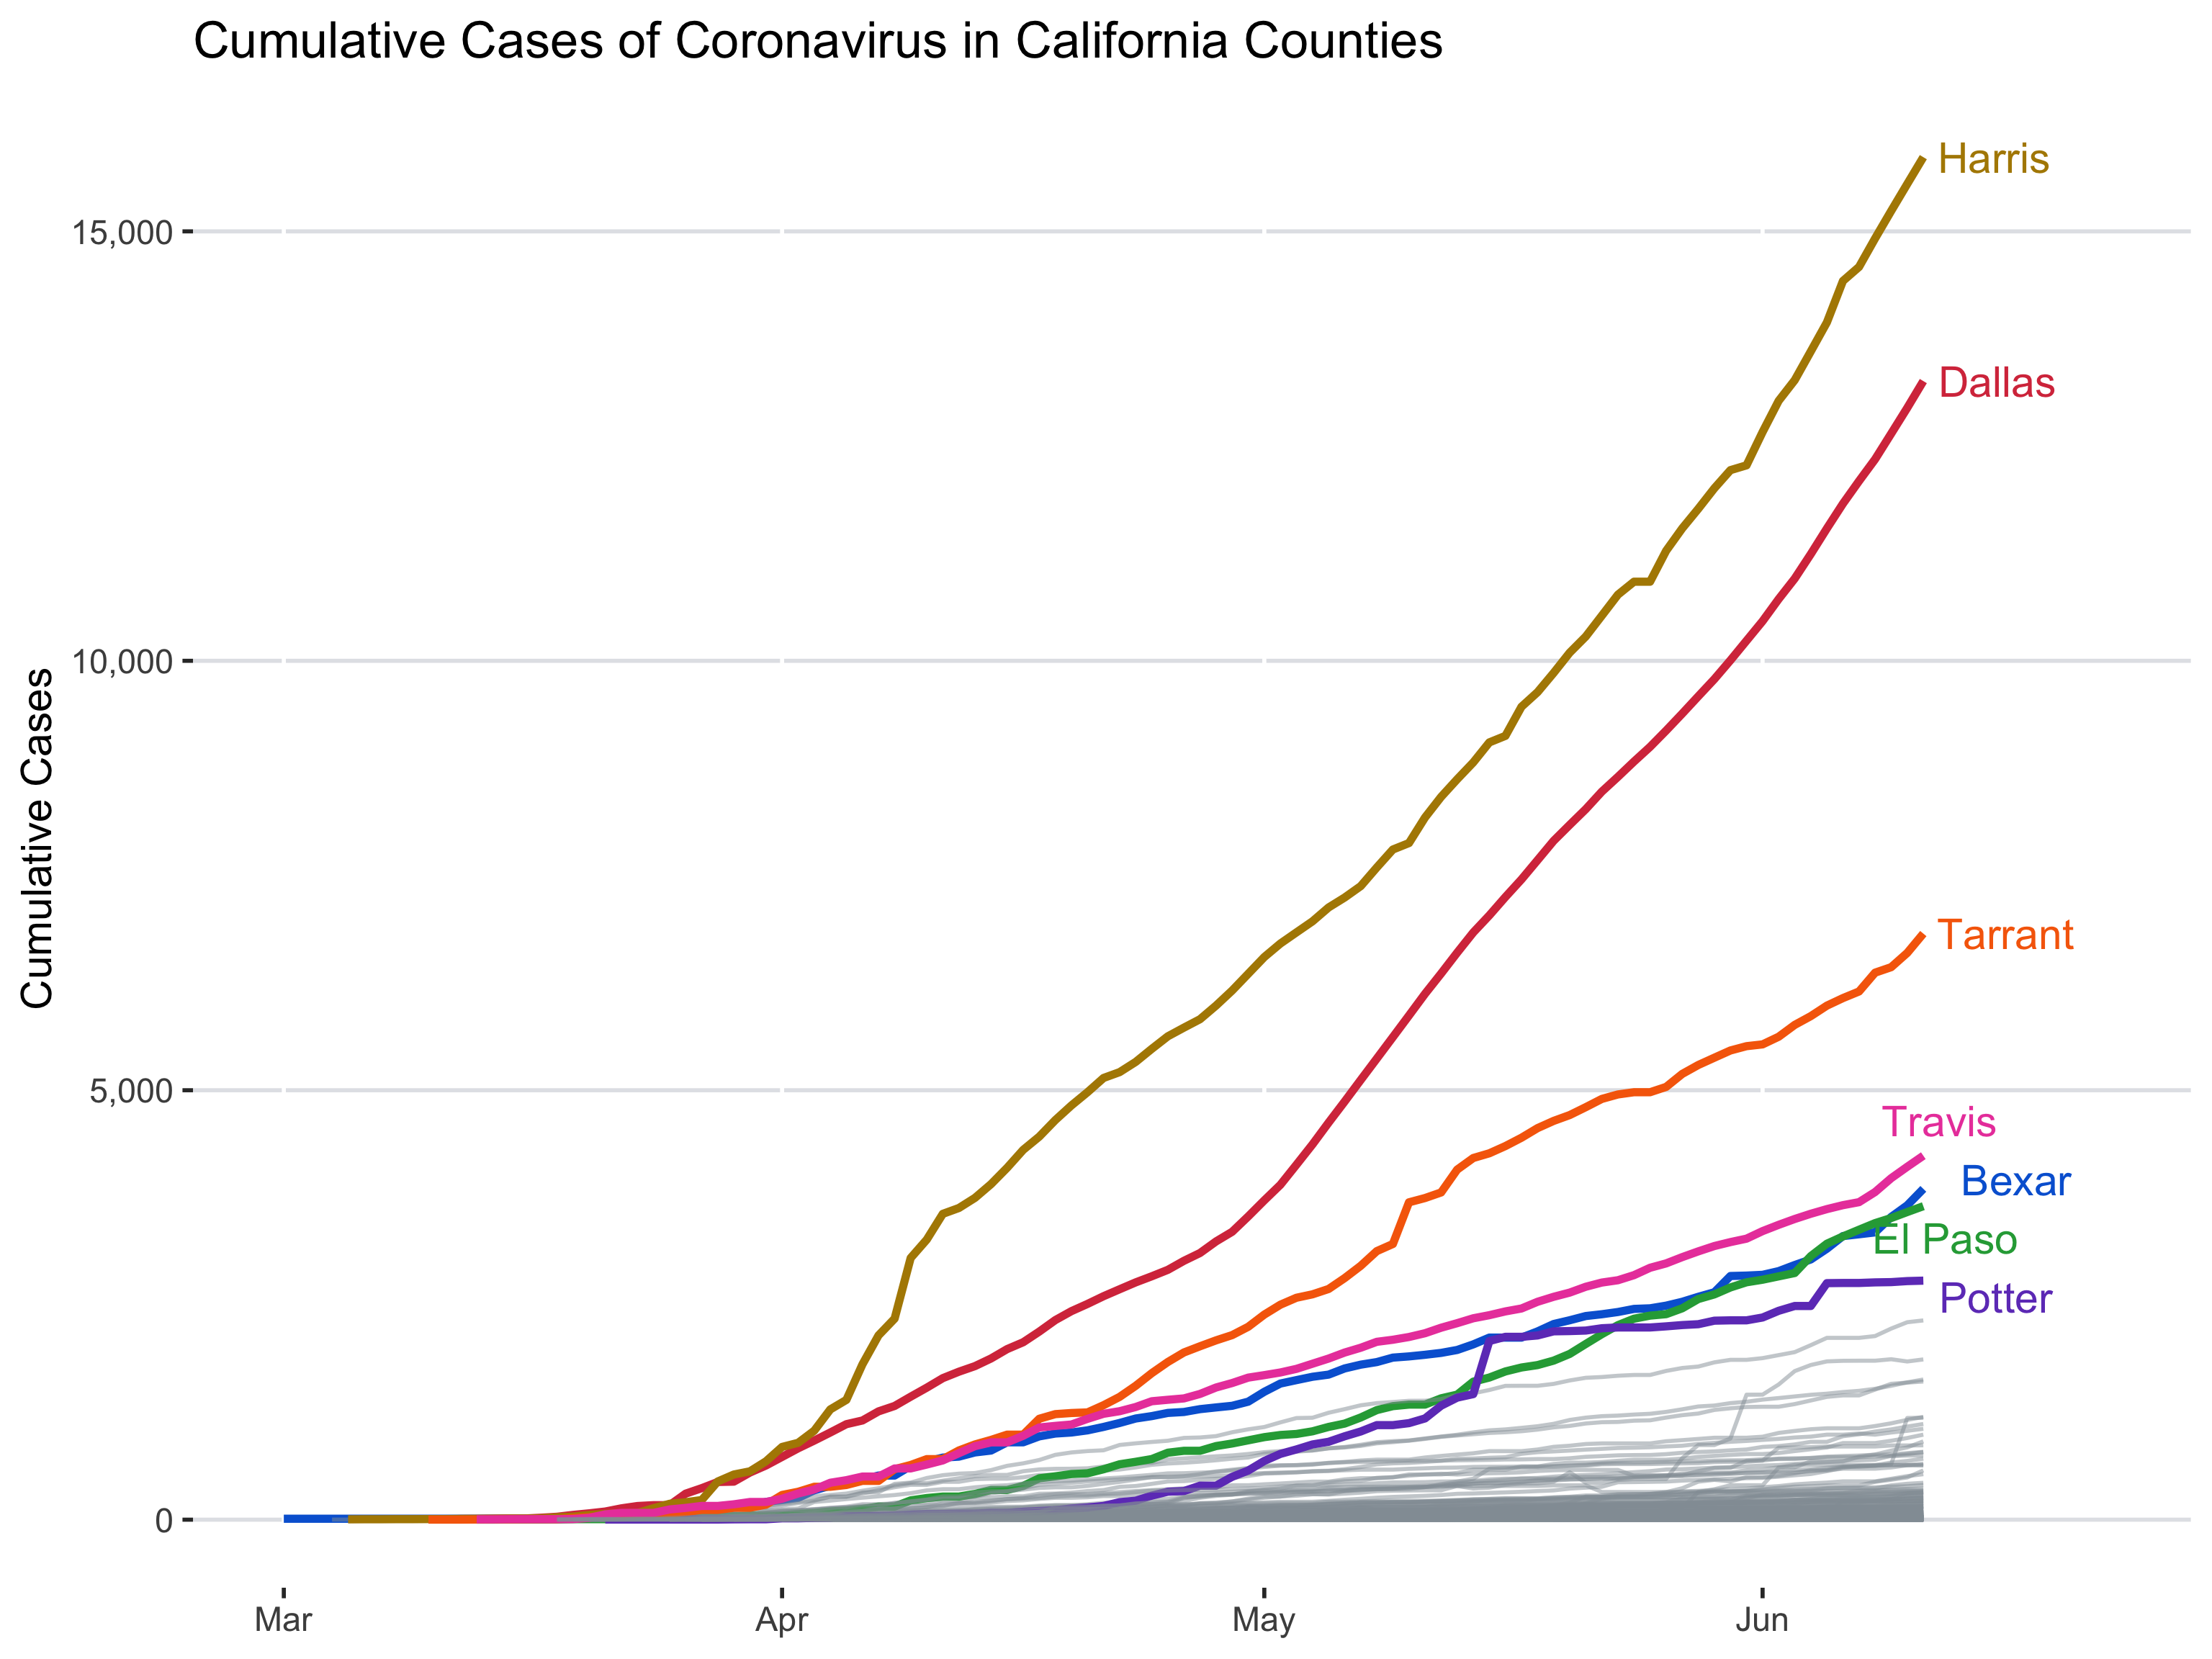 Cumulative Cases of Coronavirus in California Counties
Harris
15,000
Dallas
10,000
Cumulative Cases
Tarrant
5,000
Travis
Bexar
El Paso
Potter
0
Mar
Apr
May
Jun